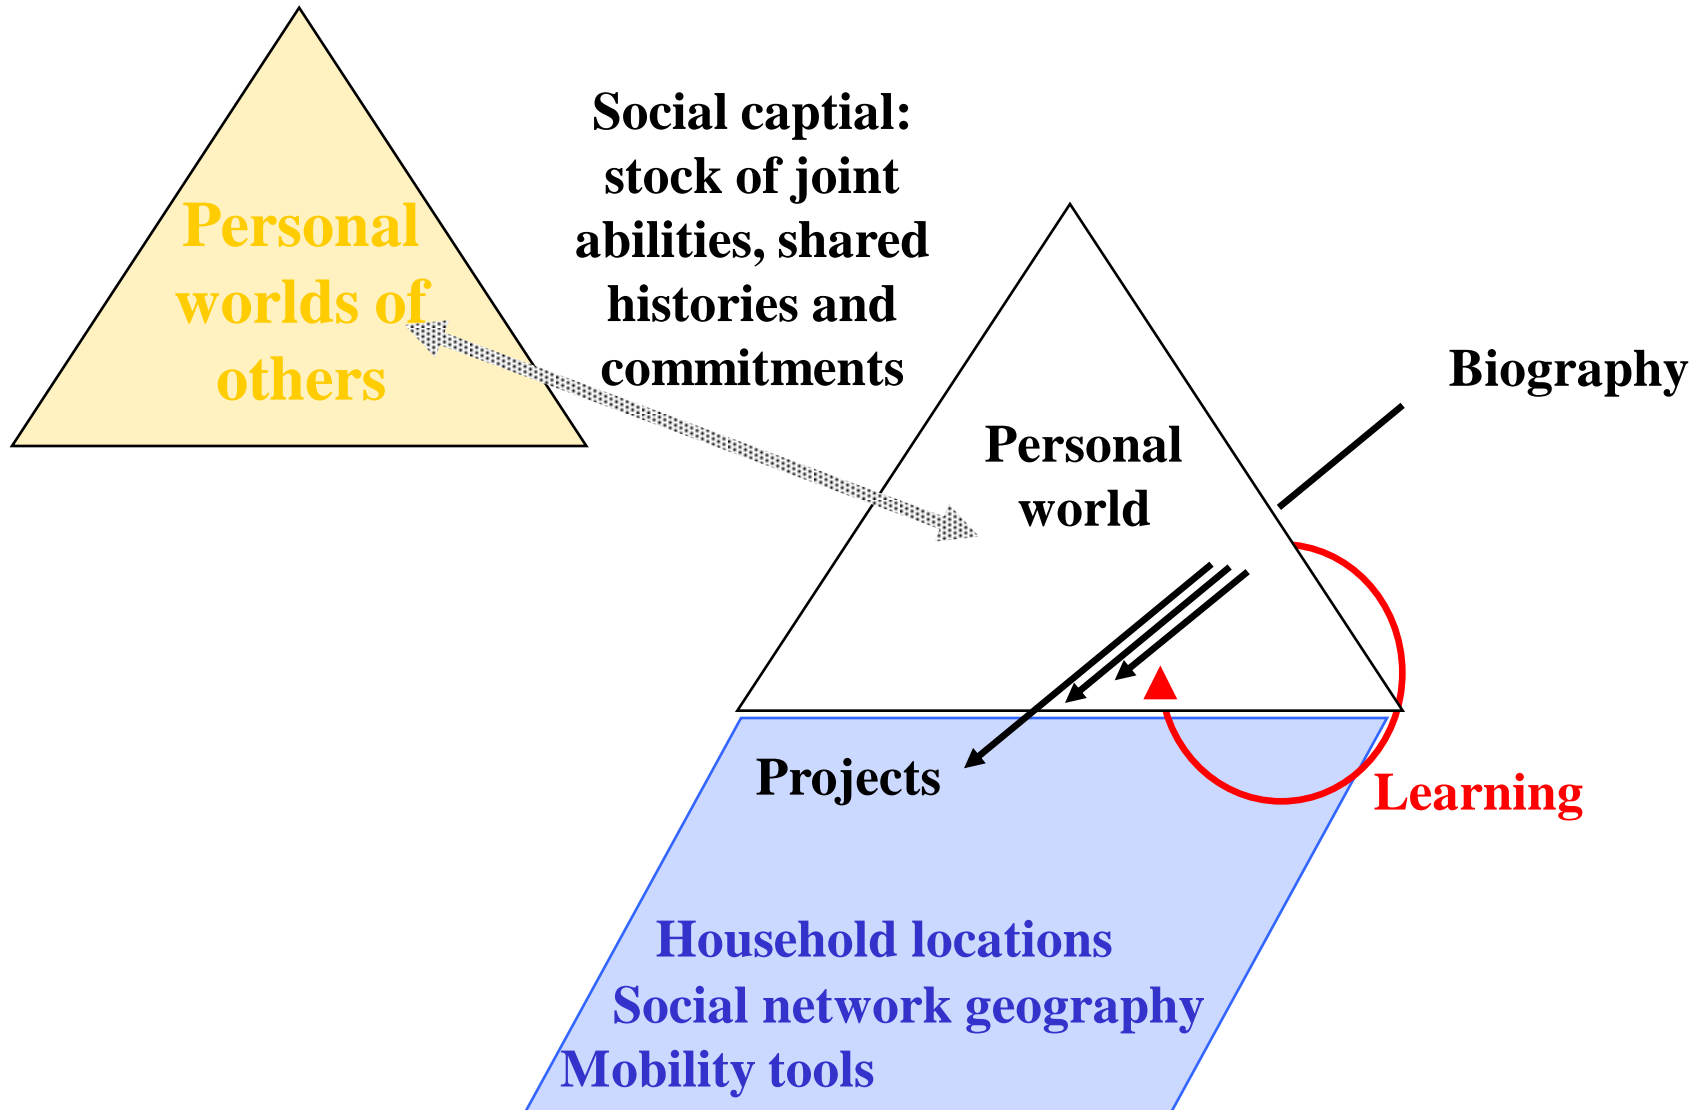 Personal
worlds of
others
Social captial:
stock of joint
abilities, shared
histories and
commitments
Personal
world
Biography
Projects
Learning
Household locations
Social network geography
Mobility tools